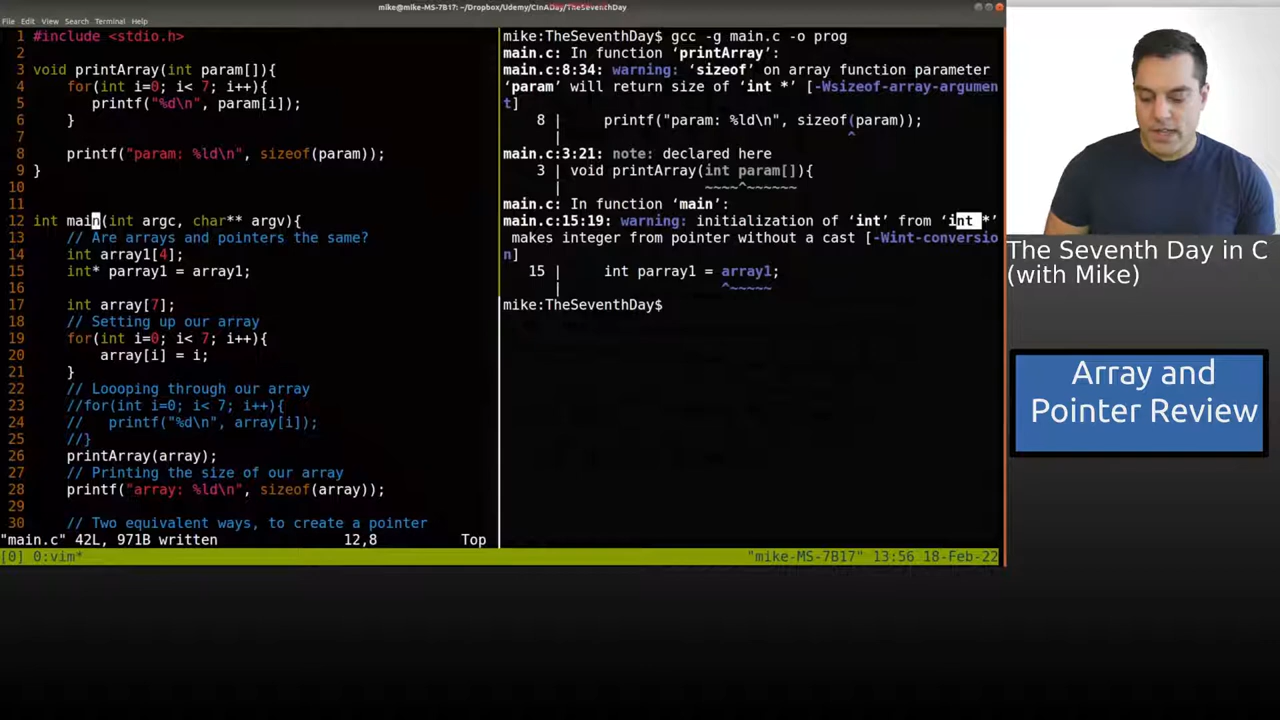 mike@mike-MS-7B17: ~/Dropbox/Udemy/CInADay/TheSeventhDay
File Edit View Search Terminal Help
1 #include <stdio.h>
2
3 void printArray(int param[]){
4 for(int i=0; i< 7; i++){
5 printf("%d\n", param[i]);
6 }
7
8 printf("param: %ld\n", sizeof(param));
9 }
10
11
12 int main(int argc, char** argv){
13 // Are arrays and pointers the same?
14 int array1[4];
15 int* parray1 = array1;
16
17 int array[7];
18 // Setting up our array
19 for(int i=0; i< 7; i++){
20 array[i] = i;
21 }
22 // Loooping through our array
23 //for(int i=0; i< 7; i++){
24 // printf("%d\n", array[i]);
25 //}
26 printArray(array);
27 // Printing the size of our array
28 printf("array: %ld\n", sizeof(array));
29
30 // Two equivalent ways, to create a pointer
"main.c" 42L, 971B written 12,8 Top
mike:TheSeventhDay$ gcc -g main.c -o prog
main.c: In function ‘printArray’:
main.c:8:34: warning: ‘sizeof’ on array function parameter
‘param’ will return size of ‘int *’ [-Wsizeof-array-argumen
t]
8 | printf("param: %ld\n", sizeof(param));
| ^
main.c:3:21: note: declared here
3 | void printArray(int param[]){
| ~~~~^~~~~~~
main.c: In function ‘main’:
main.c:15:19: warning: initialization of ‘int’ from ‘int *’
makes integer from pointer without a cast [-Wint-conversio
n]
15 | int parray1 = array1;
| ^~~~~~
mike:TheSeventhDay$
[0] 0:vim* "mike-MS-7B17" 13:56 18-Feb-22
The Seventh Day in C
(with Mike)
Array and
Pointer Review